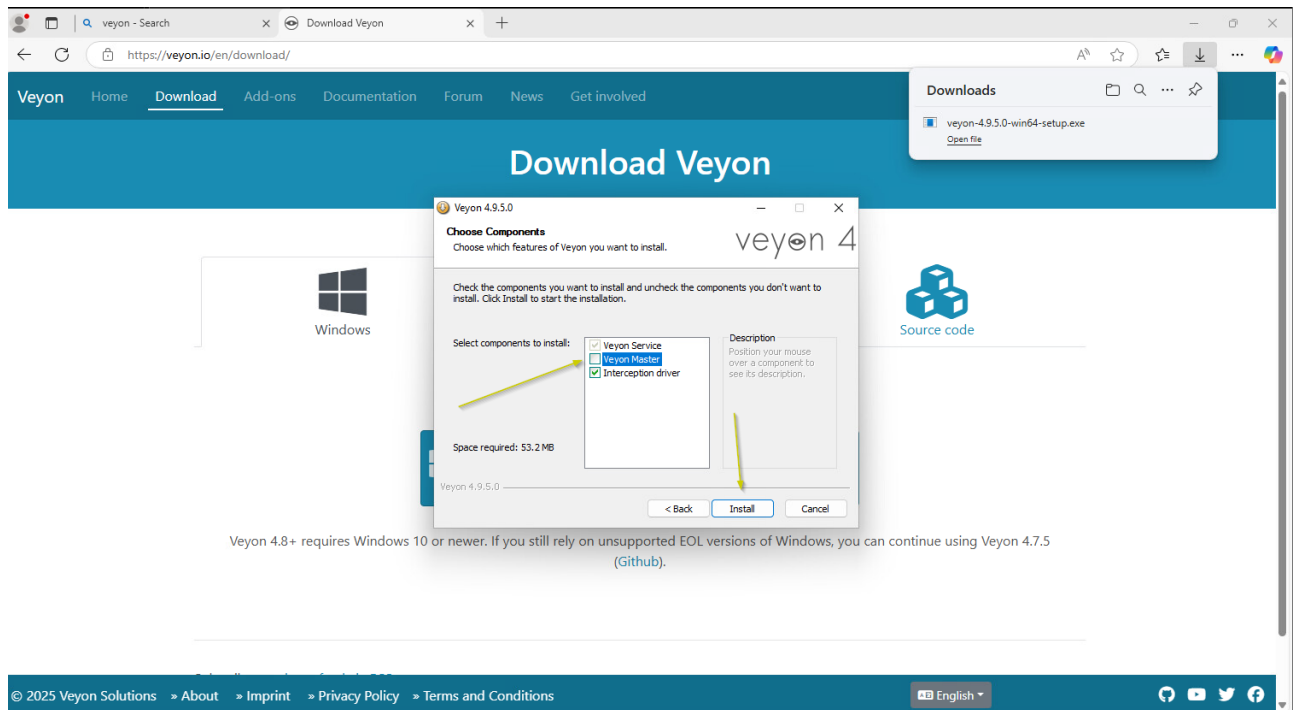 veyon - Search
Download Veyon
https://veyon.io/en/download/
Veyon Home Download Add-ons Documentation Forum News Get involved
Downloads
veyon-4.9.5.0-win64-setup.exe
Open file
Download Veyon
Veyon 4.9.5.0
Choose Components
Choose which features of Veyon you want to install.
veyon 4
Check the components you want to install and uncheck the components you don't want to
install. Click Install to start the installation.
Select components to install:
Veyon Service
Veyon Master
Interception driver
Description
Position your mouse
over a component to
see its description.
Space required: 53.2 MB
Veyon 4.9.5.0
< Back Install Cancel
Windows
Source code
Veyon 4.8+ requires Windows 10 or newer. If you still rely on unsupported EOL versions of Windows, you can continue using Veyon 4.7.5
(Github).
© 2025 Veyon Solutions » About » Imprint » Privacy Policy » Terms and Conditions
English